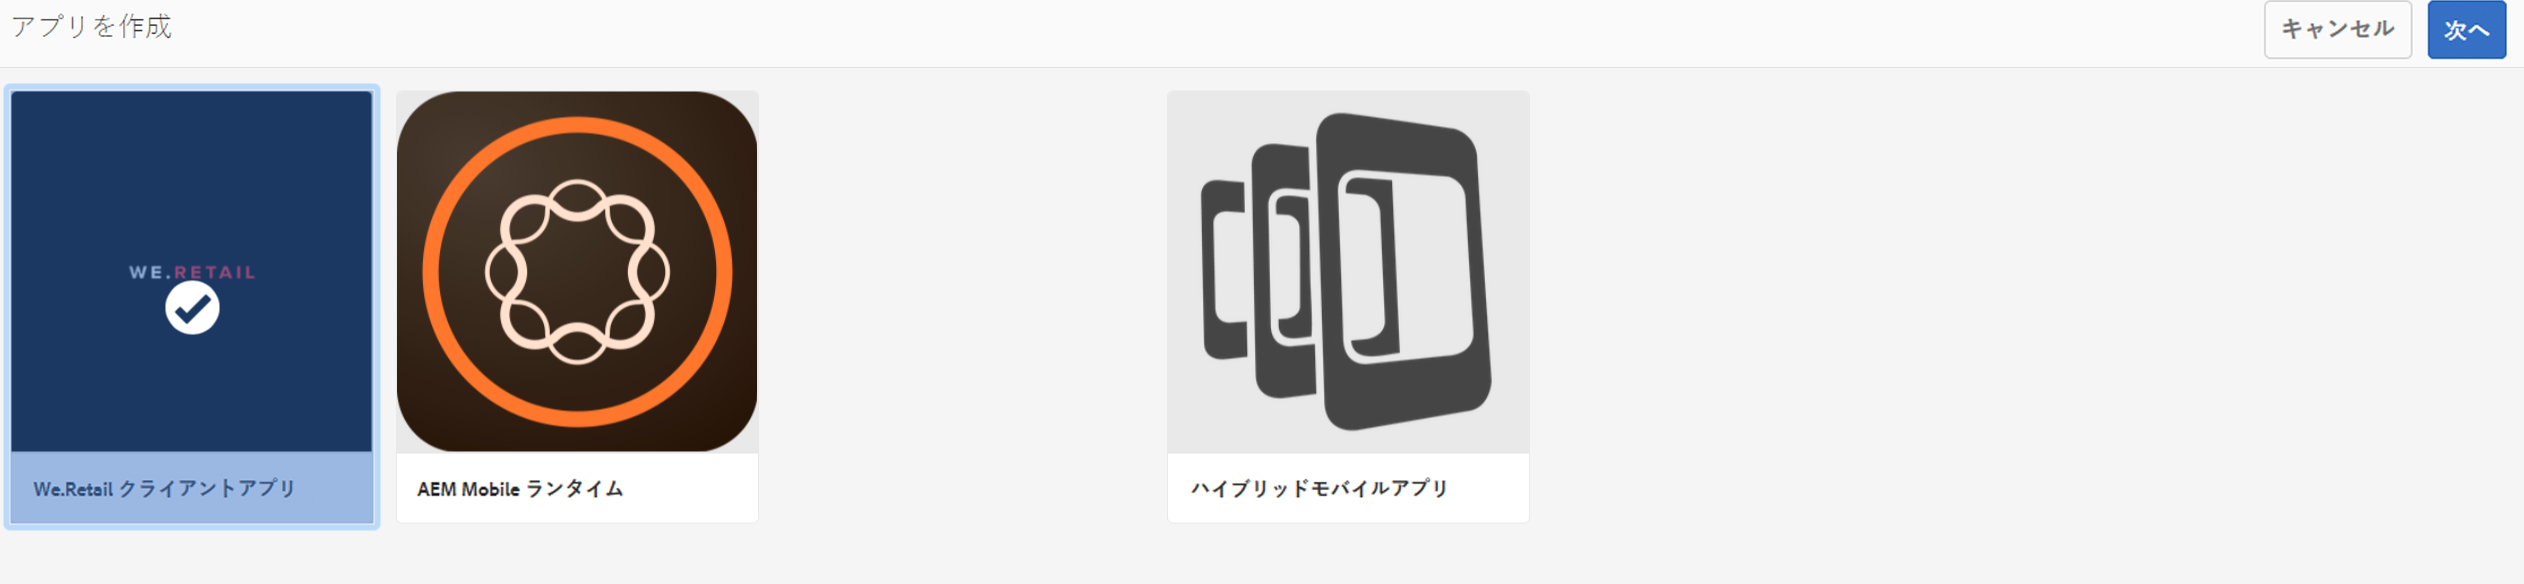 アプリを作成
キャンセル
次へ
WE.RETAIL
We.Retail クライアントアプリ
AEM Mobile ランタイム
ハイブリッドモバイルアプリ